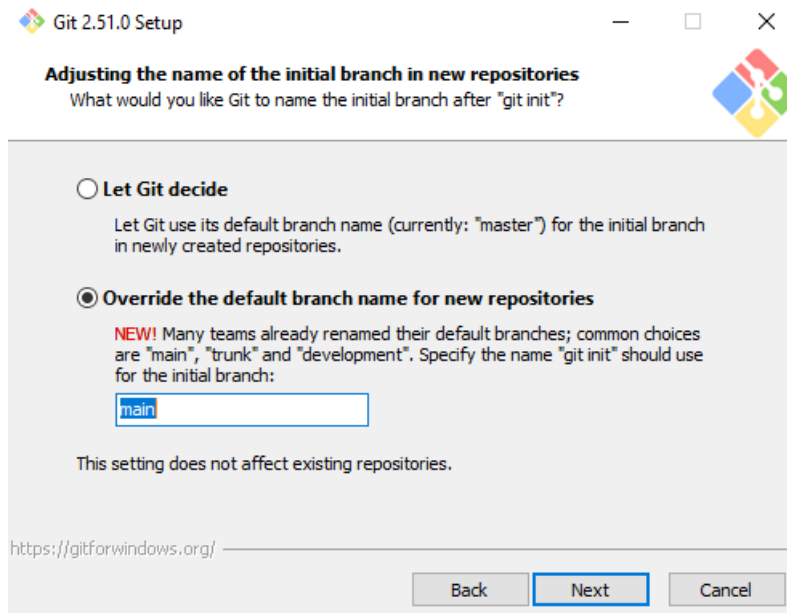 Git 2.51.0 Setup
Adjusting the name of the initial branch in new repositories
What would you like Git to name the initial branch after "git init"?
Let Git decide
Let Git use its default branch name (currently: "master") for the initial branch
in newly created repositories.
Override the default branch name for new repositories
NEW! Many teams already renamed their default branches; common choices
are "main", "trunk" and "development". Specify the name "git init" should use
for the initial branch:
main
This setting does not affect existing repositories.
https://gitforwindows.org/
Back Next Cancel